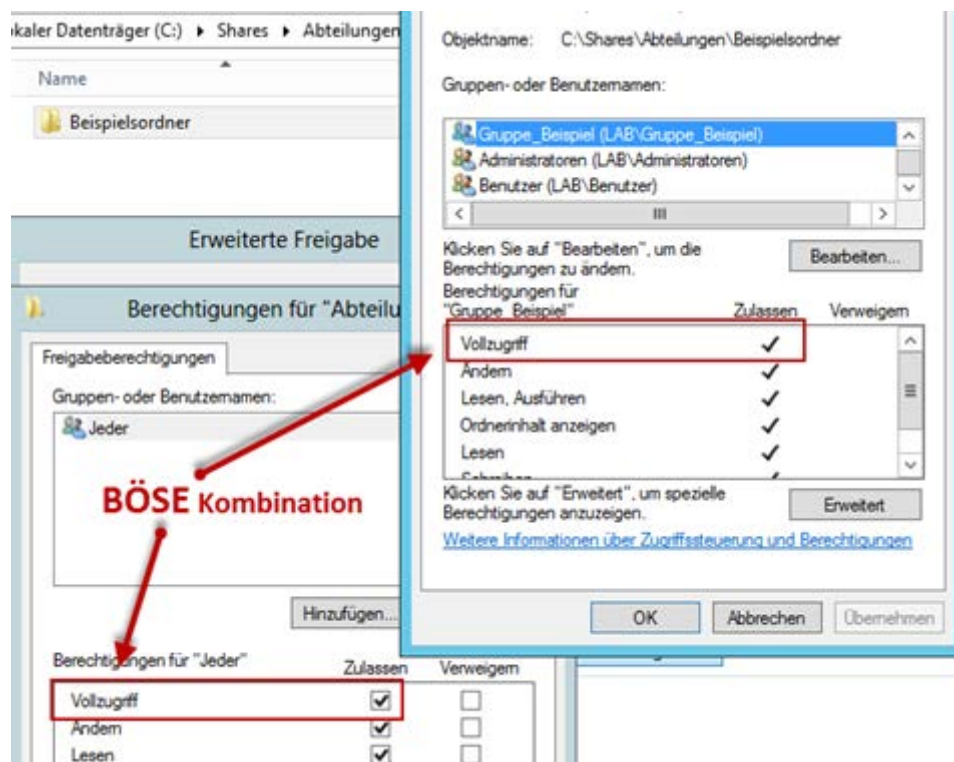 okaler Datenträger (C:) ▸ Shares ▸ Abteilungen
Name
Beispielsordner
Erweiterte Freigabe
Berechtigungen für "Abteilu
Freigabeberechtigungen
Gruppen- oder Benutzernamen:
Jeder
BÖSE Kombination
Hinzufügen...
Berechtigungen für "Jeder"
Zulassen Verweigern
Vollzugriff
Ändern
Lesen
Objektname: C:\Shares\Abteilungen\Beispielsordner
Gruppen- oder Benutzernamen:
Gruppe_Beispiel (LAB\Gruppe_Beispiel)
Administratoren (LAB\Administratoren)
Benutzer (LAB\Benutzer)
Klicken Sie auf "Bearbeiten", um die
Berechtigungen zu ändern.
Bearbeiten...
Berechtigungen für
"Gruppe_Beispiel" Zulassen Verweigern
Vollzugriff
Ändern
Lesen, Ausführen
Ordnerinhalt anzeigen
Lesen
Schreiben
Klicken Sie auf "Erweitert", um spezielle
Berechtigungen anzuzeigen.
Erweitert
Weitere Informationen über Zugriffssteuerung und Berechtigungen
OK Abbrechen Übernehmen